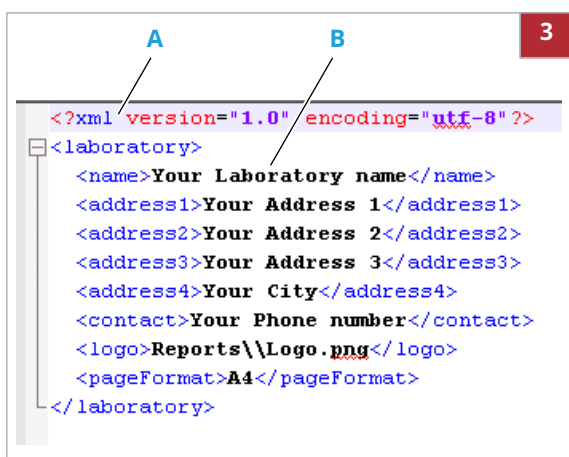 A B 3
<?xml version="1.0" encoding="utf-8"?>
<laboratory>
<name>Your Laboratory name</name>
<address1>Your Address 1</address1>
<address2>Your Address 2</address2>
<address3>Your Address 3</address3>
<address4>Your City</address4>
<contact>Your Phone number</contact>
<logo>Reports\\Logo.png</logo>
<pageFormat>A4</pageFormat>
</laboratory>